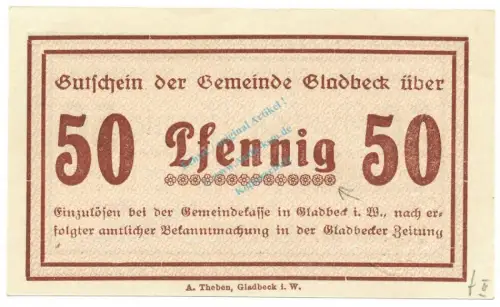 Gutschein der Gemeinde Gladbeck über
50 Pfennig 50
Einzulösen bei der Gemeindekasse in Gladbeck i. W., nach er-
folgter amtlicher Bekanntmachung in der Gladbecker Zeitung
A. Theben, Gladbeck i. W.